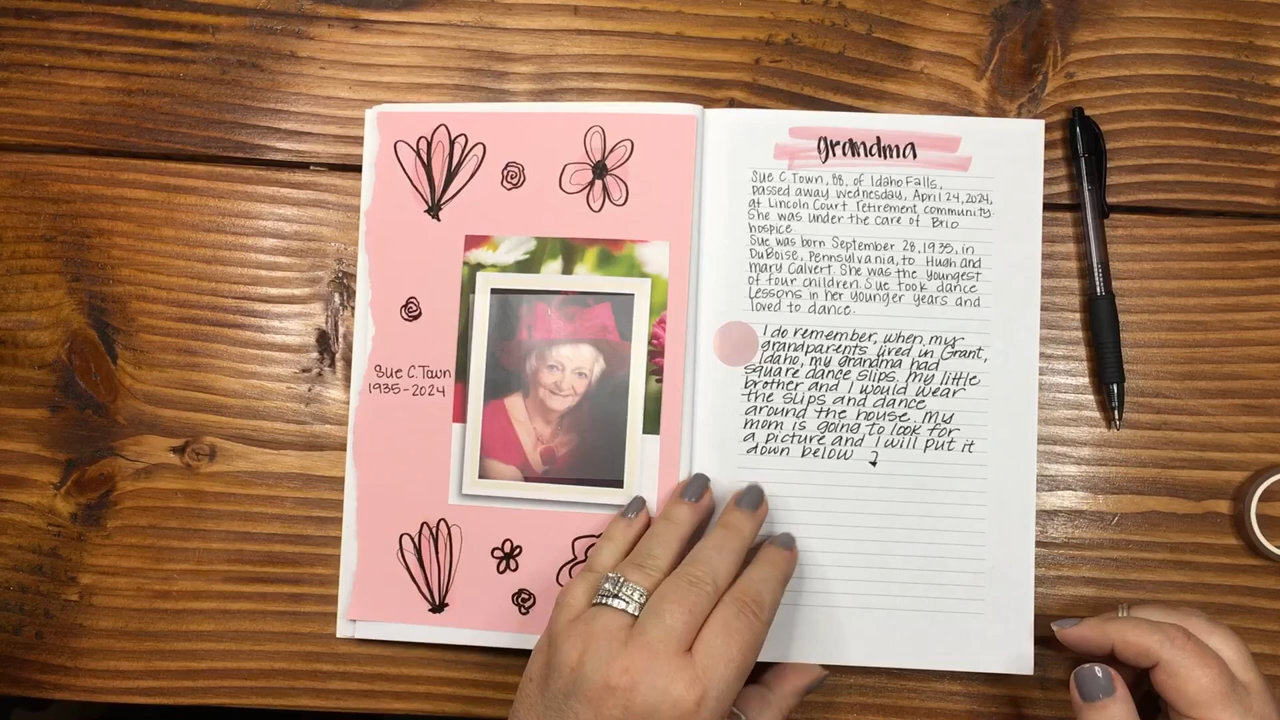 Sue C. Town
1935-2024
grandma
Sue C Town, 88, of Idaho Falls,
passed away Wednesday, April 24, 2024,
at Lincoln Court Tetirement community.
She was under the care of Brio
hospice.
Sue was born September 28, 1935, in
DuBoise, Pennsylvania, to Hugh and
mary Calvert. She was the youngest
of four children. Sue took dance
Lessons in her younger years and
loved to dance.
I do remember, when my
grandparents lived in Grant,
Idaho, my grandma had
square dance slips. My little
brother and I would wear
the slips and dance
around the house. My
mom is going to look for
a picture and I will put it
down below